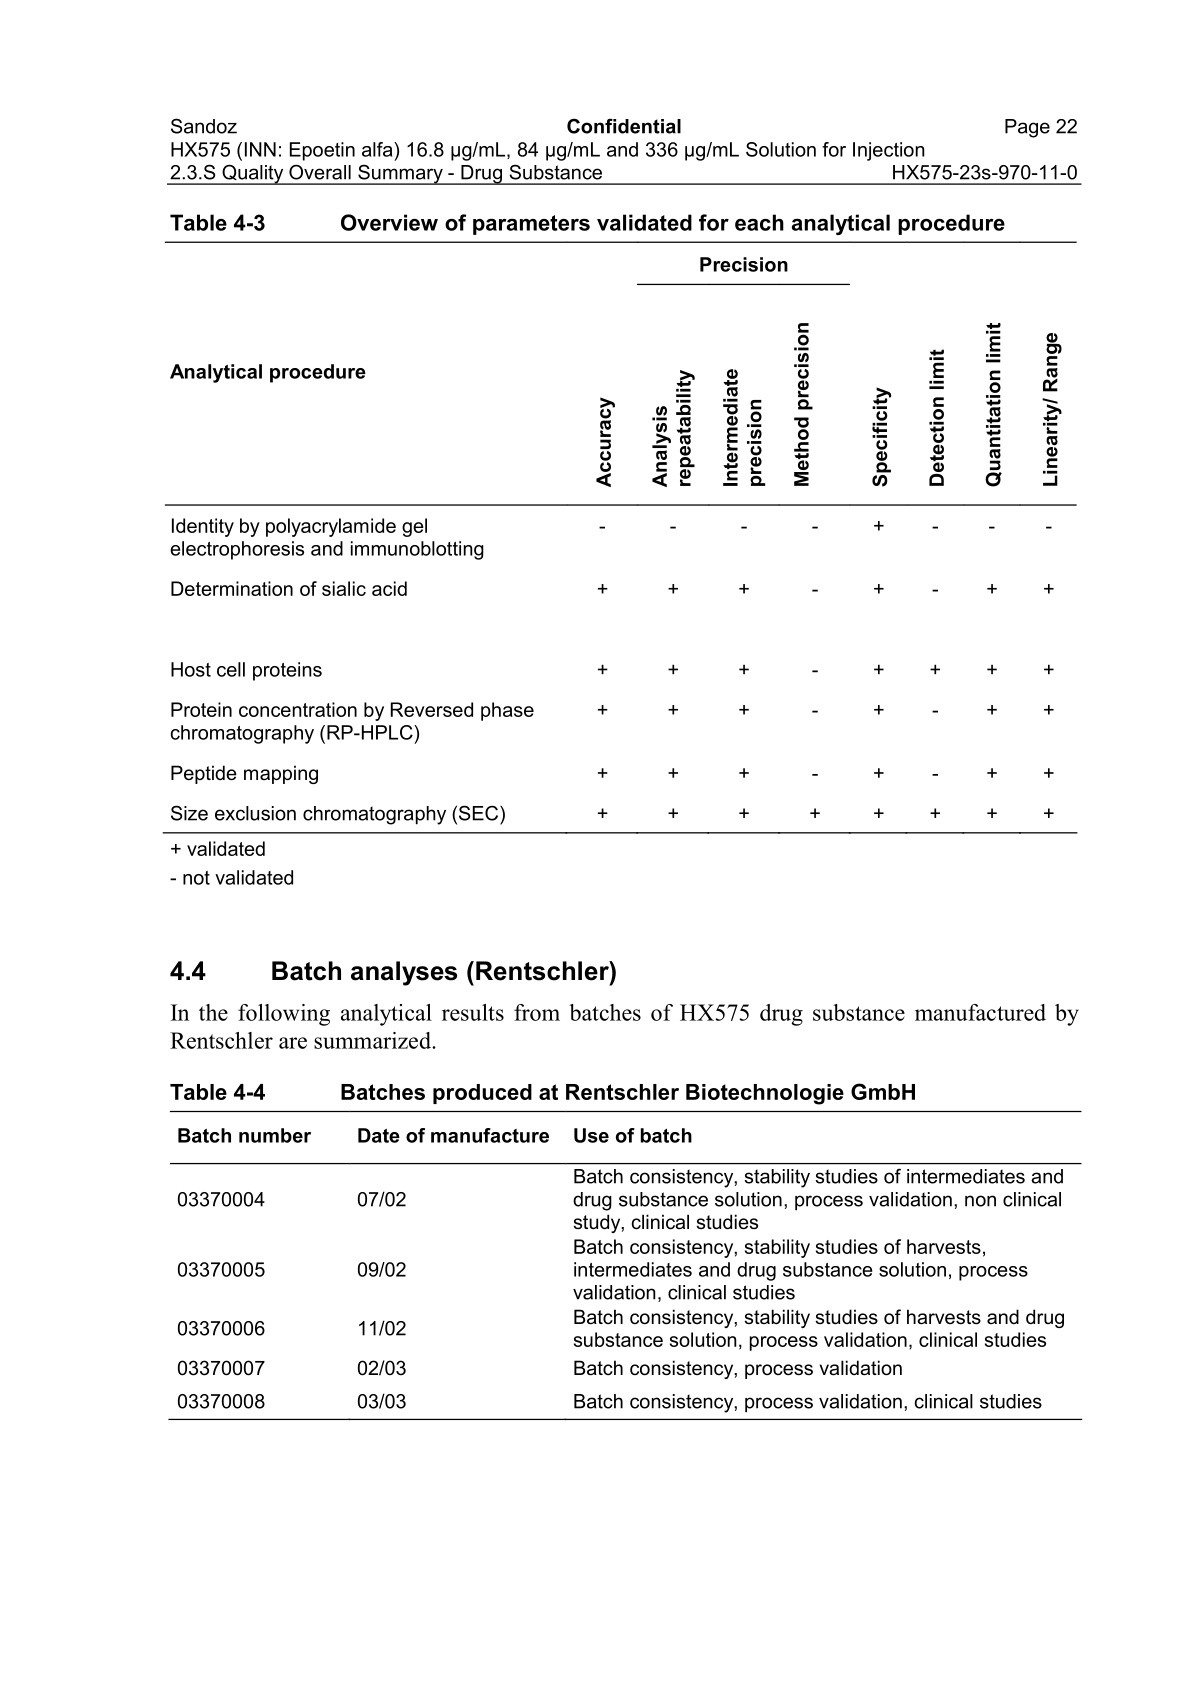 Sandoz Confidential Page 22
HX575 (INN: Epoetin alfa) 16.8 µg/mL, 84 µg/mL and 336 µg/mL Solution for Injection
2.3.S Quality Overall Summary - Drug Substance HX575-23s-970-11-0
Table 4-3 Overview of parameters validated for each analytical procedure
Precision
Analytical procedure
Accuracy
Analysis
repeatability
Intermediate
precision
Method precision
Specificity
Detection limit
Quantitation limit
Linearity/ Range
Identity by polyacrylamide gel - - - - + - - -
electrophoresis and immunoblotting
Determination of sialic acid + + + - + - + +
Host cell proteins + + + - + + + +
Protein concentration by Reversed phase + + + - + - + +
chromatography (RP-HPLC)
Peptide mapping + + + - + - + +
Size exclusion chromatography (SEC) + + + + + + + +
+ validated
- not validated
4.4 Batch analyses (Rentschler)
In the following analytical results from batches of HX575 drug substance manufactured by
Rentschler are summarized.
Table 4-4 Batches produced at Rentschler Biotechnologie GmbH
Batch number Date of manufacture Use of batch
Batch consistency, stability studies of intermediates and
03370004 07/02 drug substance solution, process validation, non clinical
study, clinical studies
Batch consistency, stability studies of harvests,
03370005 09/02 intermediates and drug substance solution, process
validation, clinical studies
03370006 11/02 Batch consistency, stability studies of harvests and drug
substance solution, process validation, clinical studies
03370007 02/03 Batch consistency, process validation
03370008 03/03 Batch consistency, process validation, clinical studies